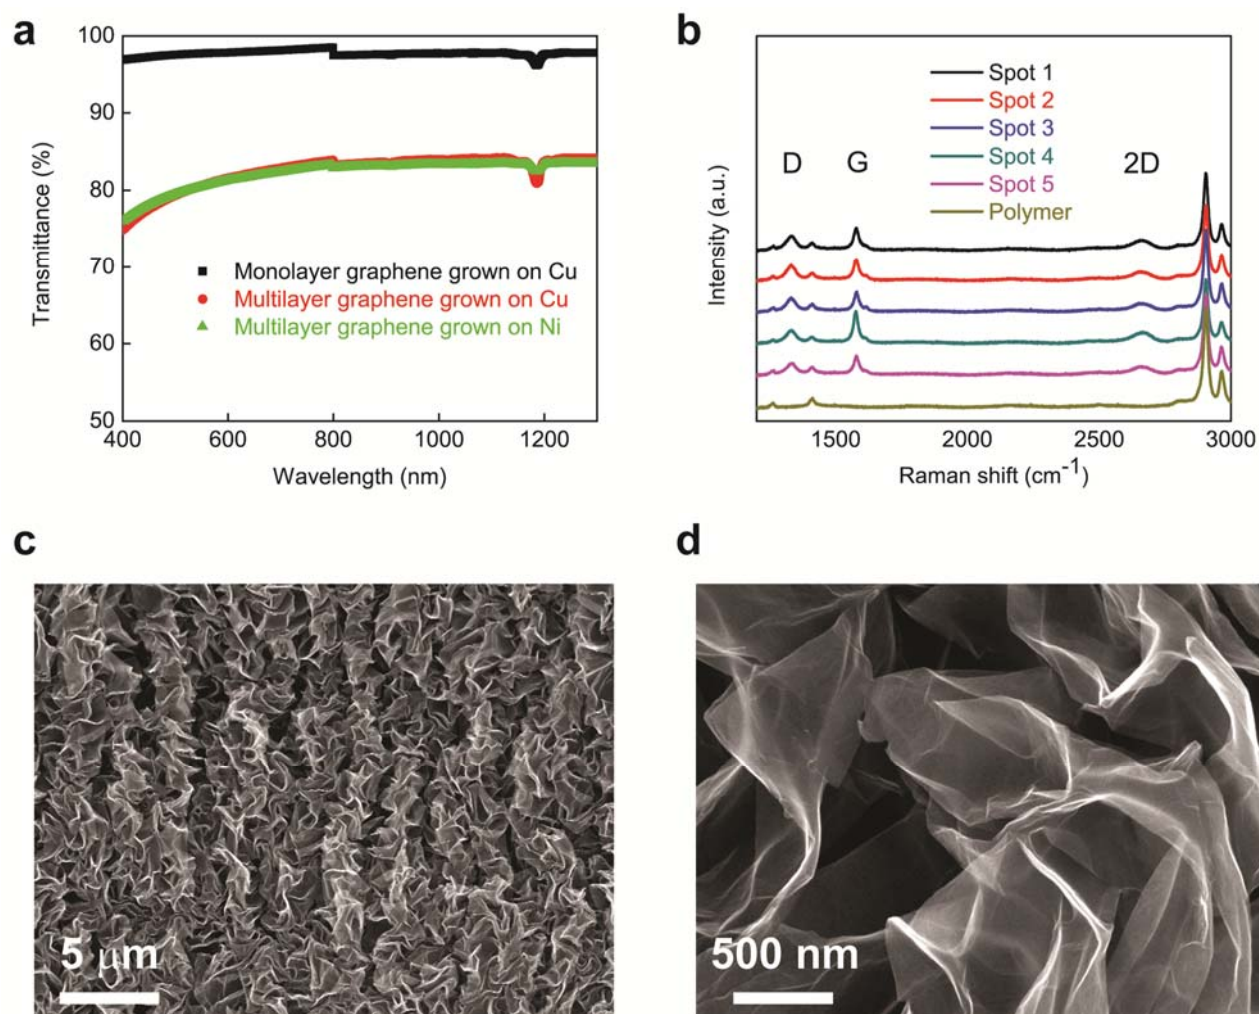 a
100
90
80
70
60
50
Transmittance (%)
Monolayer graphene grown on Cu
Multilayer graphene grown on Cu
Multilayer graphene grown on Ni
400 600 800 1000 1200
Wavelength (nm)
b
Intensity (a.u.)
Spot 1
Spot 2
Spot 3
Spot 4
Spot 5
Polymer
D G 2D
1500 2000 2500 3000
Raman shift (cm⁻¹)
c
5 μm
d
500 nm